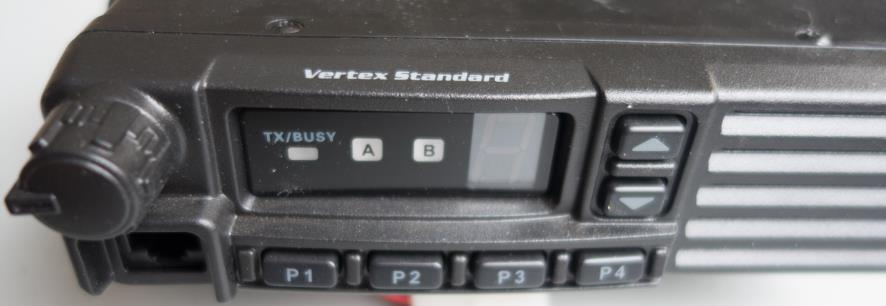 Vertex Standard
TX/BUSY
A B
P1 P2 P3 P4